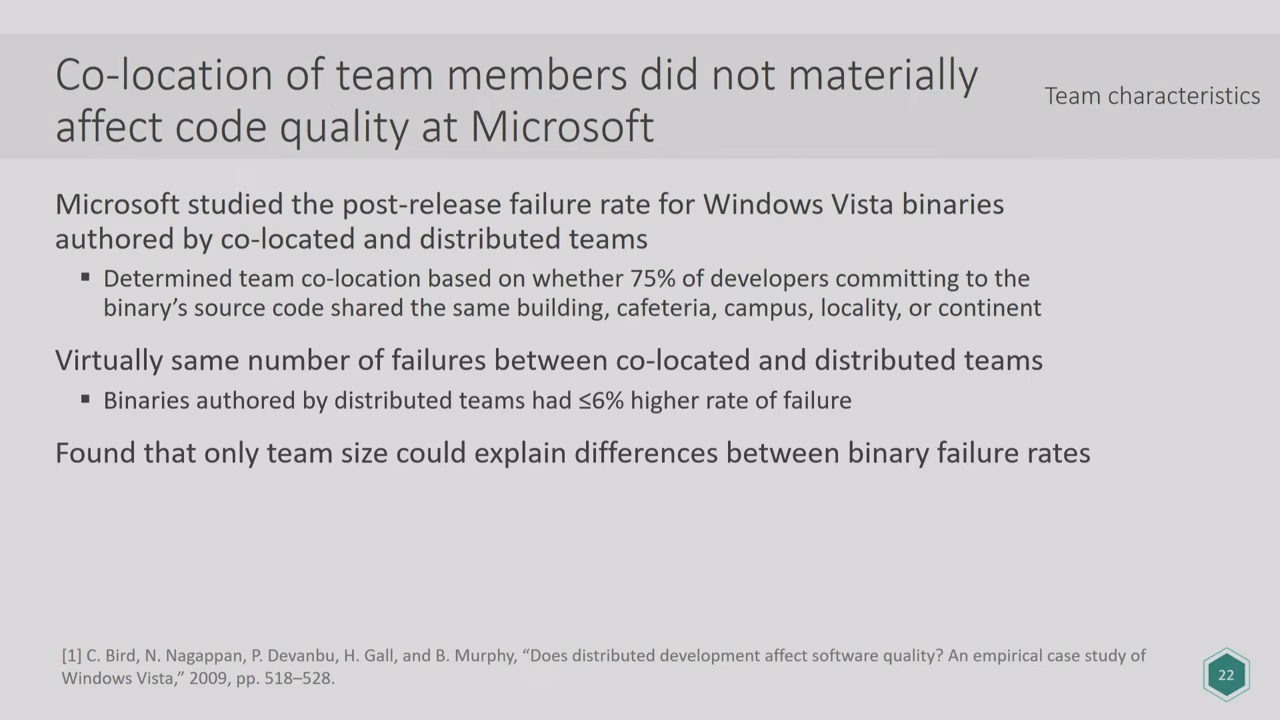 Co-location of team members did not materially
affect code quality at Microsoft
Team characteristics
Microsoft studied the post-release failure rate for Windows Vista binaries
authored by co-located and distributed teams
▪ Determined team co-location based on whether 75% of developers committing to the
binary’s source code shared the same building, cafeteria, campus, locality, or continent
Virtually same number of failures between co-located and distributed teams
▪ Binaries authored by distributed teams had ≤6% higher rate of failure
Found that only team size could explain differences between binary failure rates
[1] C. Bird, N. Nagappan, P. Devanbu, H. Gall, and B. Murphy, “Does distributed development affect software quality? An empirical case study of
Windows Vista,” 2009, pp. 518–528.
22